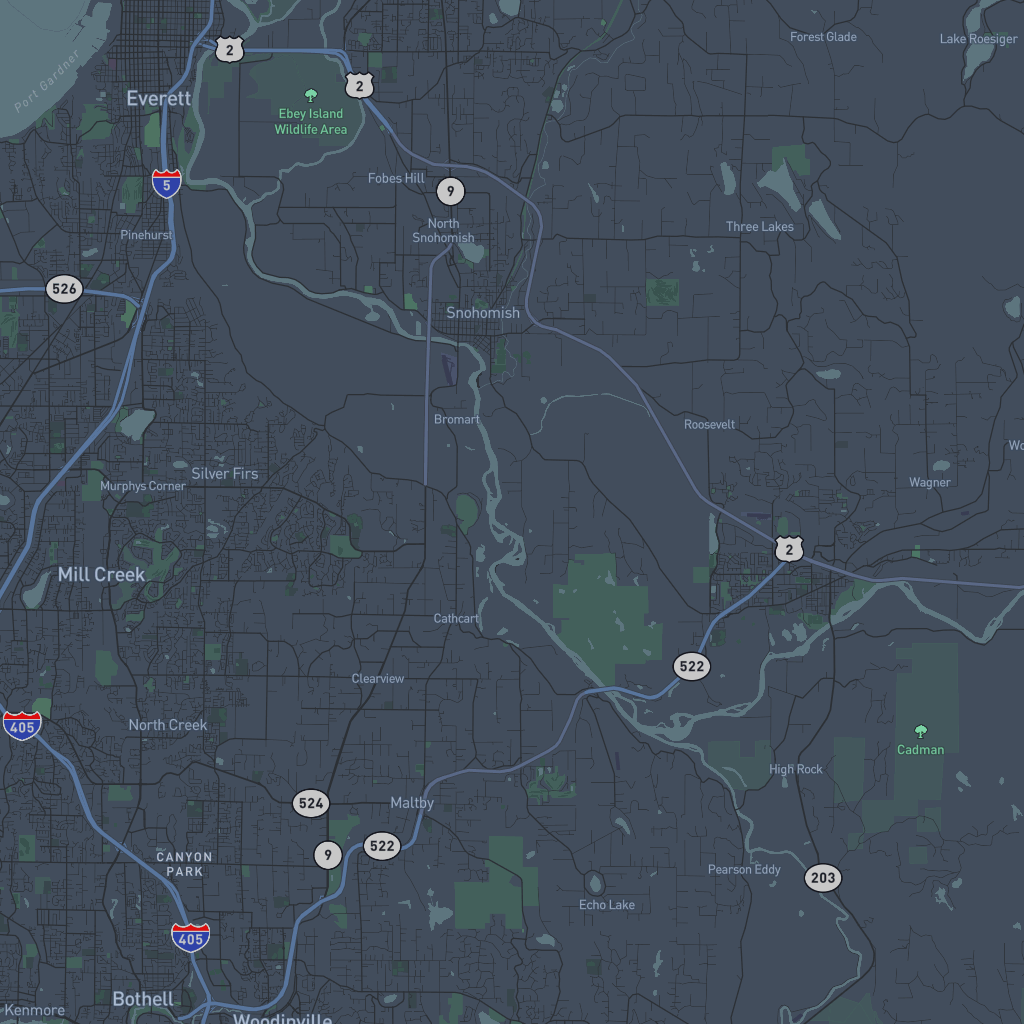 Forest Glade
Lake Roesiger
2
Port Gardner
2
Everett
Ebey Island
Wildlife Area
Fobes Hill
5
9
North
Snohomish
Three Lakes
Pinehurst
526
Snohomish
Bromart
Roosevelt
Silver Firs
Murphys Corner
Wo
Wagner
2
Mill Creek
Cathcart
522
Clearview
405
North Creek
Cadman
High Rock
524
Maltby
522
9
CANYON
PARK
Pearson Eddy
203
Echo Lake
405
Bothell
Kenmore
Woodinville